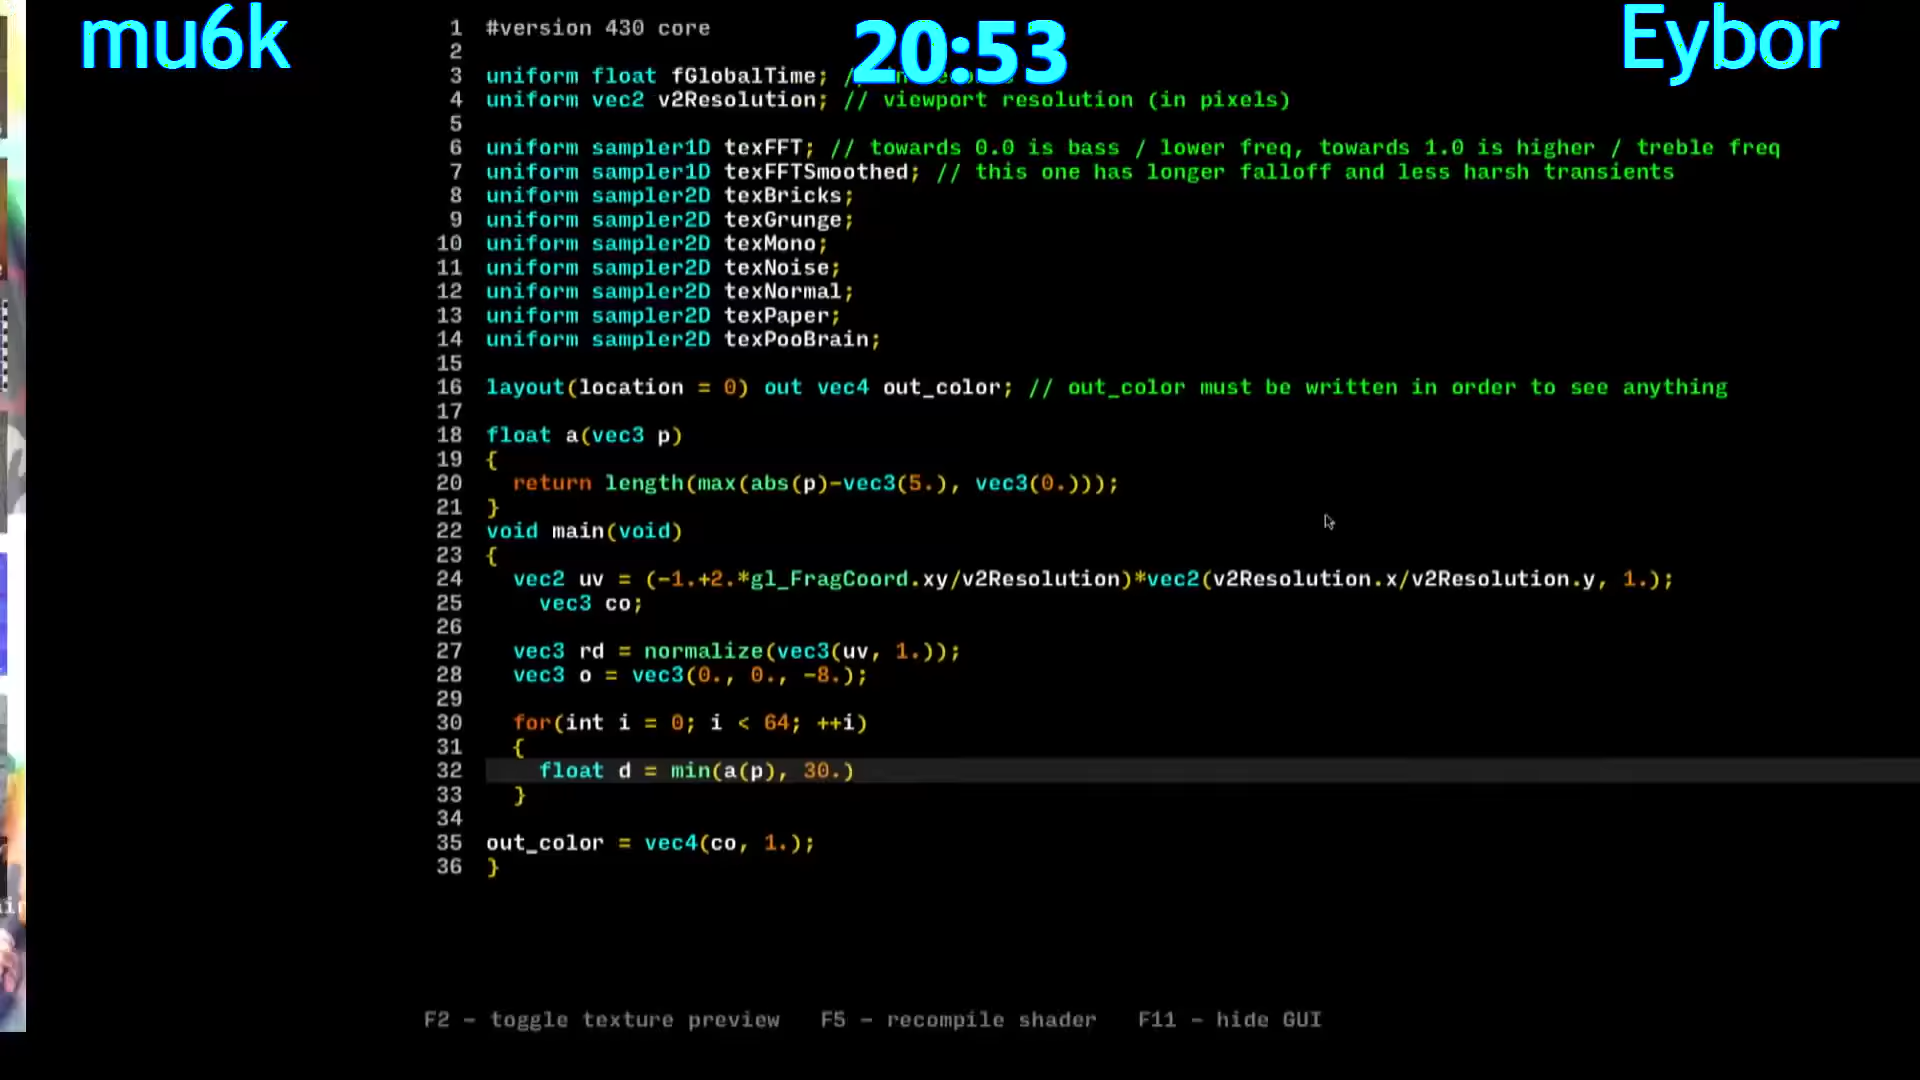 mu6k
20:53
Eybor
1 #version 430 core
2
3 uniform float fGlobalTime; //
4 uniform vec2 v2Resolution; // viewport resolution (in pixels)
5
6 uniform sampler1D texFFT; // towards 0.0 is bass / lower freq, towards 1.0 is higher / treble freq
7 uniform sampler1D texFFTSmoothed; // this one has longer falloff and less harsh transients
8 uniform sampler2D texBricks;
9 uniform sampler2D texGrunge;
10 uniform sampler2D texMono;
11 uniform sampler2D texNoise;
12 uniform sampler2D texNormal;
13 uniform sampler2D texPaper;
14 uniform sampler2D texPooBrain;
15
16 layout(location = 0) out vec4 out_color; // out_color must be written in order to see anything
17
18 float a(vec3 p)
19 {
20 return length(max(abs(p)-vec3(5.), vec3(0.)));
21 }
22 void main(void)
23 {
24 vec2 uv = (-1.+2.*gl_FragCoord.xy/v2Resolution)*vec2(v2Resolution.x/v2Resolution.y, 1.);
25 vec3 co;
26
27 vec3 rd = normalize(vec3(uv, 1.));
28 vec3 o = vec3(0., 0., -8.);
29
30 for(int i = 0; i < 64; ++i)
31 {
32 float d = min(a(p), 30.)
33 }
34
35 out_color = vec4(co, 1.);
36 }
F2 - toggle texture preview F5 - recompile shader F11 - hide GUI